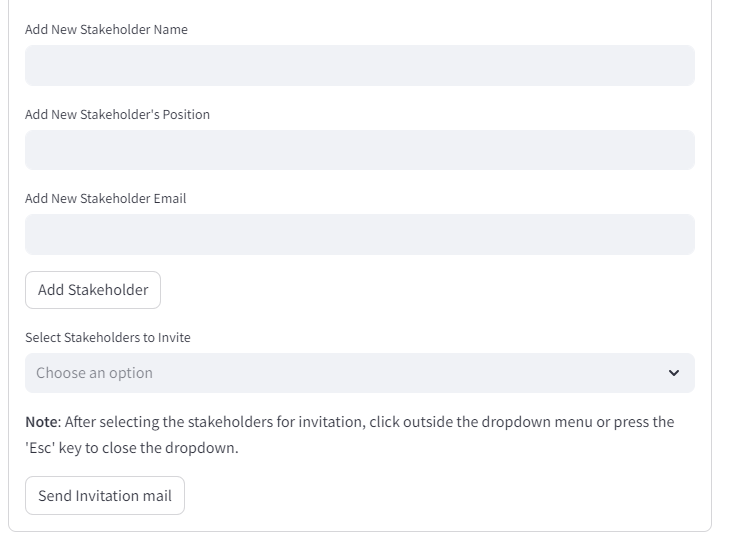 Add New Stakeholder Name
Add New Stakeholder's Position
Add New Stakeholder Email
Add Stakeholder
Select Stakeholders to Invite
Choose an option
Note: After selecting the stakeholders for invitation, click outside the dropdown menu or press the
'Esc' key to close the dropdown.
Send Invitation mail